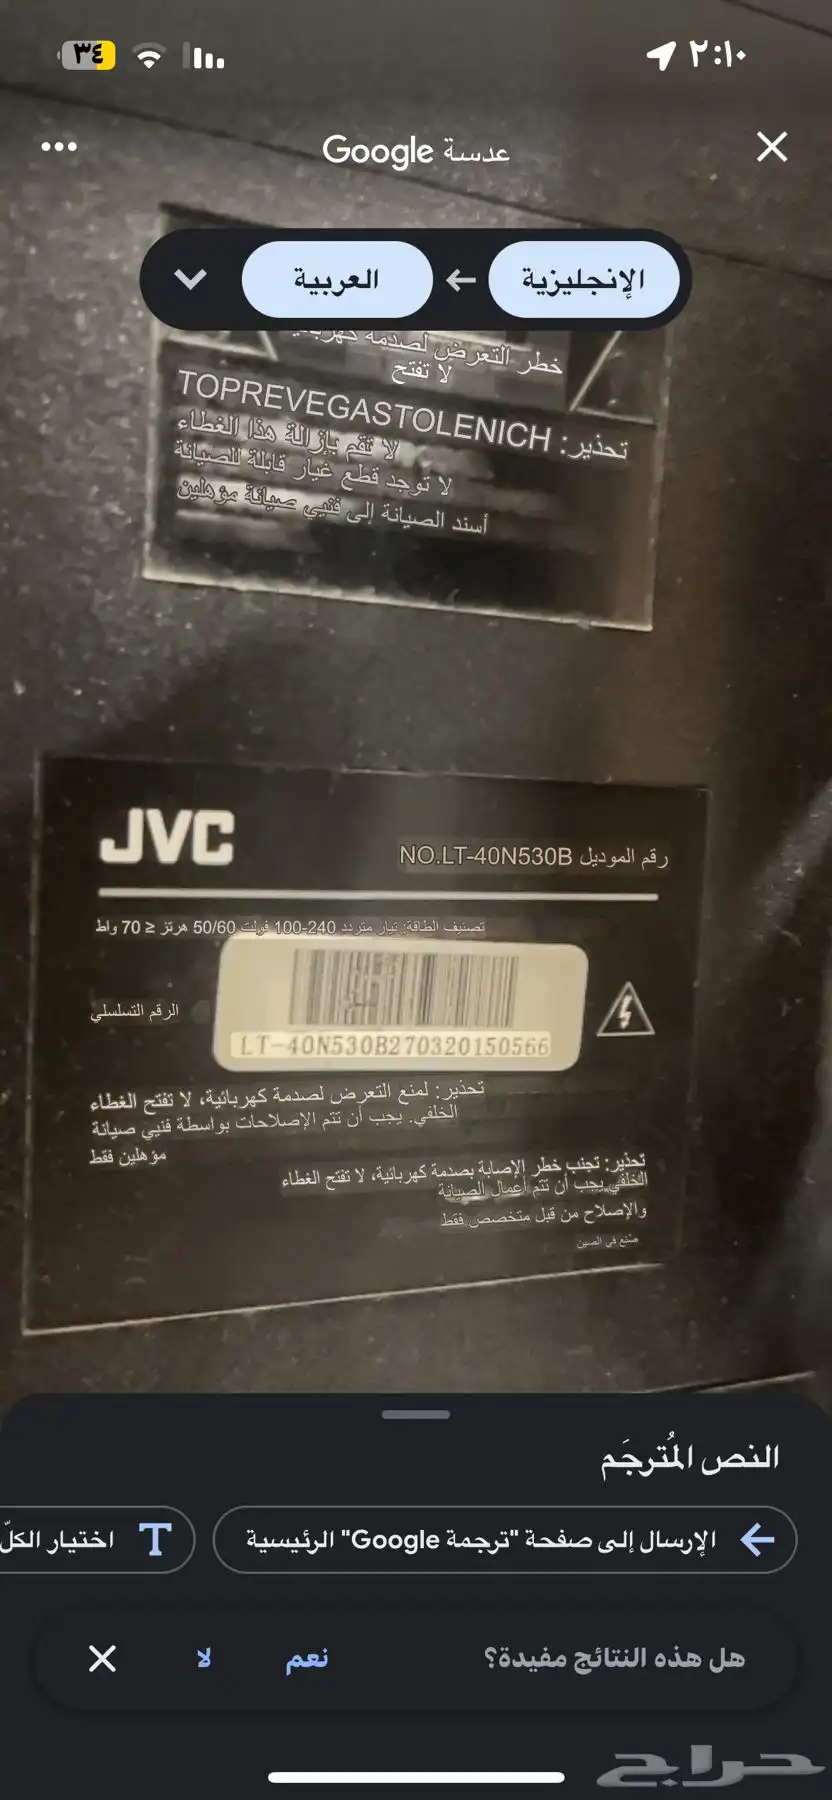 ٢:١٠
٣٤
عدسة Google
الإنجليزية ← العربية
خطر التعرض لصدمة
لا تفتح
تحذير: TOPREVEGASTOLENICH
لا تقم بإزالة هذا الغطاء
لا توجد قطع غيار قابلة للصيانة
أسند الصيانة إلى فنيي صيانة مؤهلين
JVC
رقم الموديل NO.LT-40N530B
تصنيف الطاقة: تيار متردد 240-100 فولت 50/60 هرتز ≤ 70 واط
الرقم التسلسلي
LT-40N530B270320150566
تحذير: لمنع التعرض لصدمة كهربائية، لا تفتح الغطاء
الخلفي. يجب أن تتم الإصلاحات بواسطة فنيي صيانة
مؤهلين فقط
تحذير: تجنب خطر الإصابة بصدمة كهربائية، لا تفتح الغطاء
الخلفي يجب أن تتم أعمال الصيانة
والإصلاح من قبل متخصص فقط
صُنع في الصين
النص المُترجَم
الإرسال إلى صفحة "ترجمة Google" الرئيسية
اختيار الكلّ
هل هذه النتائج مفيدة؟
نعم
لا
حراج